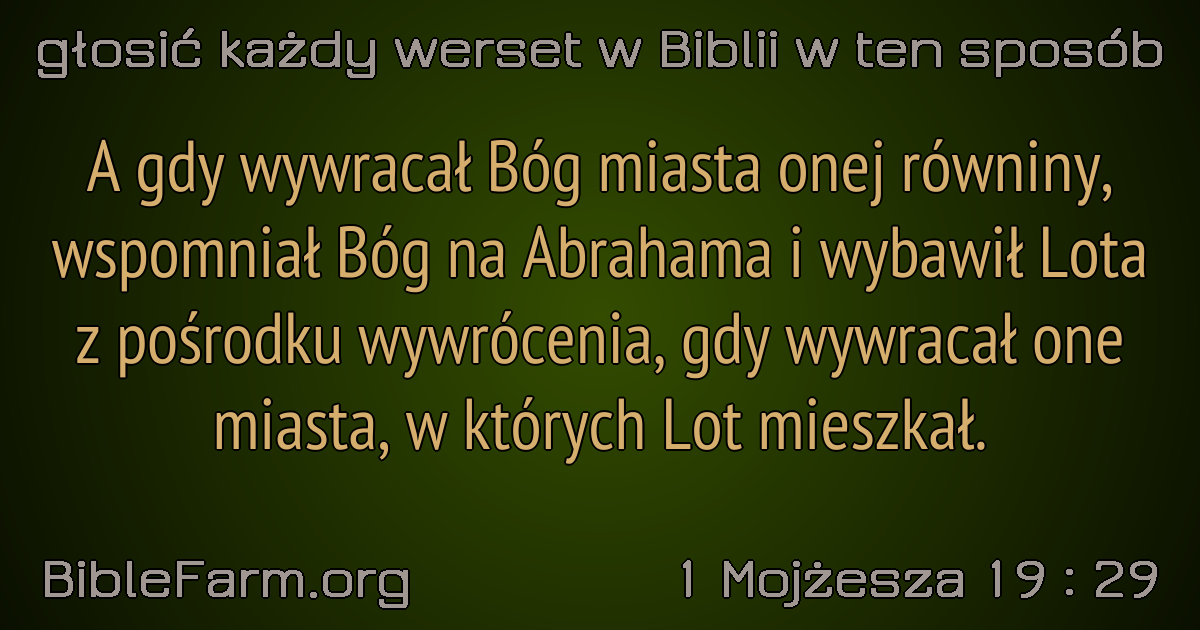 głosić każdy werset w Biblii w ten sposób
A gdy wywracał Bóg miasta onej równiny,
wspomniał Bóg na Abrahama i wybawił Lota
z pośrodku wywrócenia, gdy wywracał one
miasta, w których Lot mieszkał.
BibleFarm.org
1 Mojżesza 19 : 29